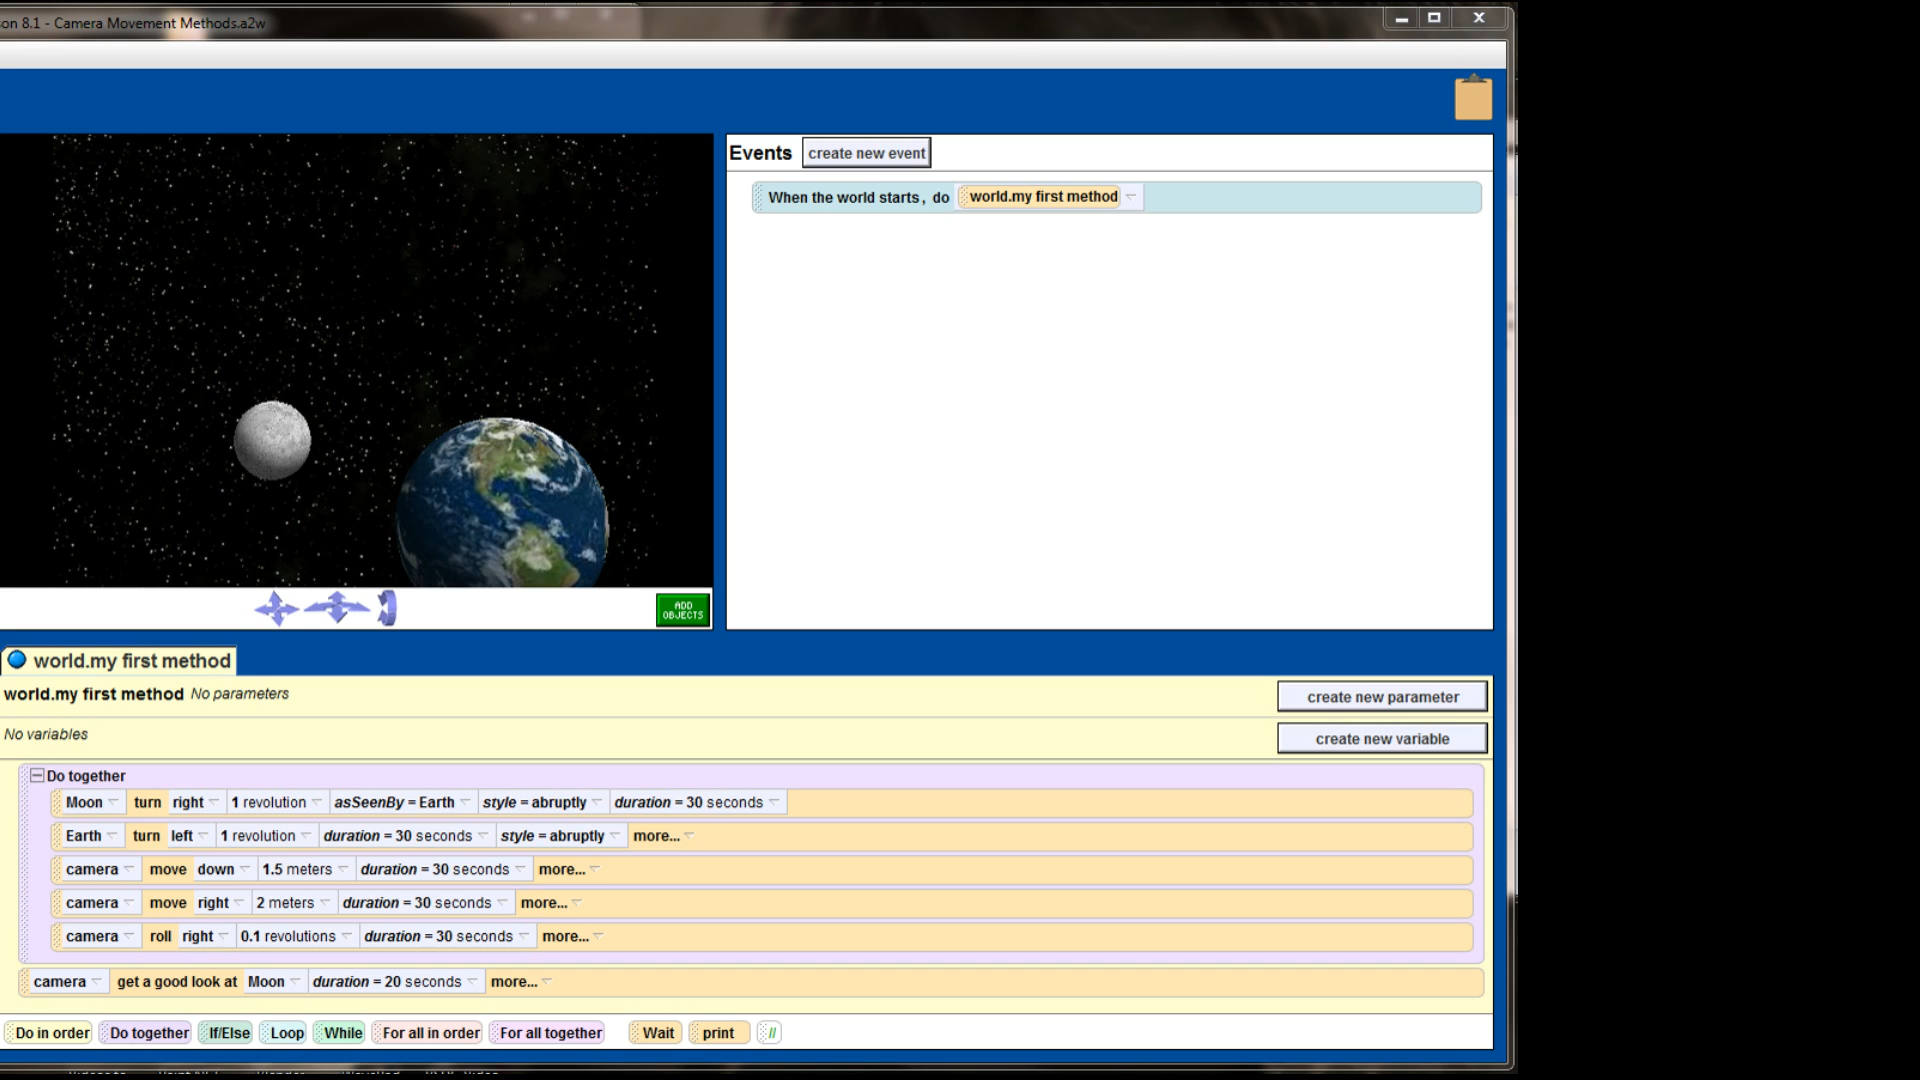 son 8.1 - Camera Movement Methods.a2w
Events create new event
When the world starts, do world.my first method
ADD OBJECTS
world.my first method
world.my first method No parameters create new parameter
No variables create new variable
Do together
Moon turn right 1 revolution asSeenBy = Earth style = abruptly duration = 30 seconds
Earth turn left 1 revolution duration = 30 seconds style = abruptly more...
camera move down 1.5 meters duration = 30 seconds more...
camera move right 2 meters duration = 30 seconds more...
camera roll right 0.1 revolutions duration = 30 seconds more...
camera get a good look at Moon duration = 20 seconds more...
Do in order Do together If/Else Loop While For all in order For all together Wait print //